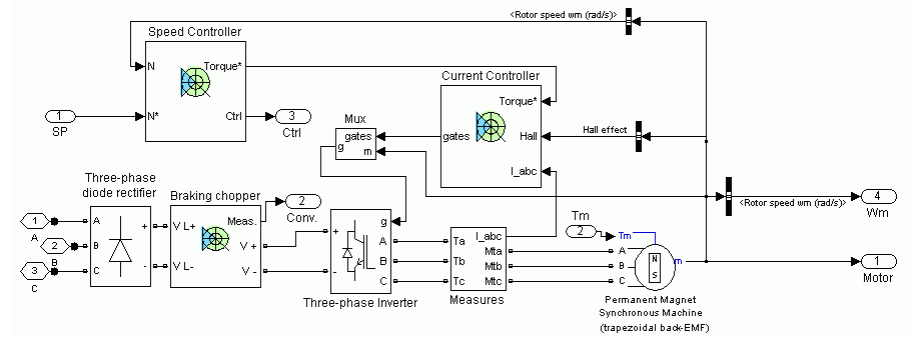 <Rotor speed wm (rad/s)>
Speed Controller
N
Torque*
N*
Ctrl
1
SP
3
Ctrl
Current Controller
Torque*
gates
Hall
I_abc
Hall effect
Mux
gates
g
m
<Rotor speed wm (rad/s)>
4
Wm
Three-phase
diode rectifier
A
B
C
+
-
1
A
2
B
3
C
Braking chopper
V L+
V L-
Meas.
V +
V -
2
Conv.
g
+
-
A
B
C
Three-phase Inverter
Ta
Tb
Tc
I_abc
Mta
Mtb
Mtc
Measures
Tm
2
Tm
A
B
C
N
S
m
Permanent Magnet
Synchronous Machine
(trapezoidal back-EMF)
1
Motor